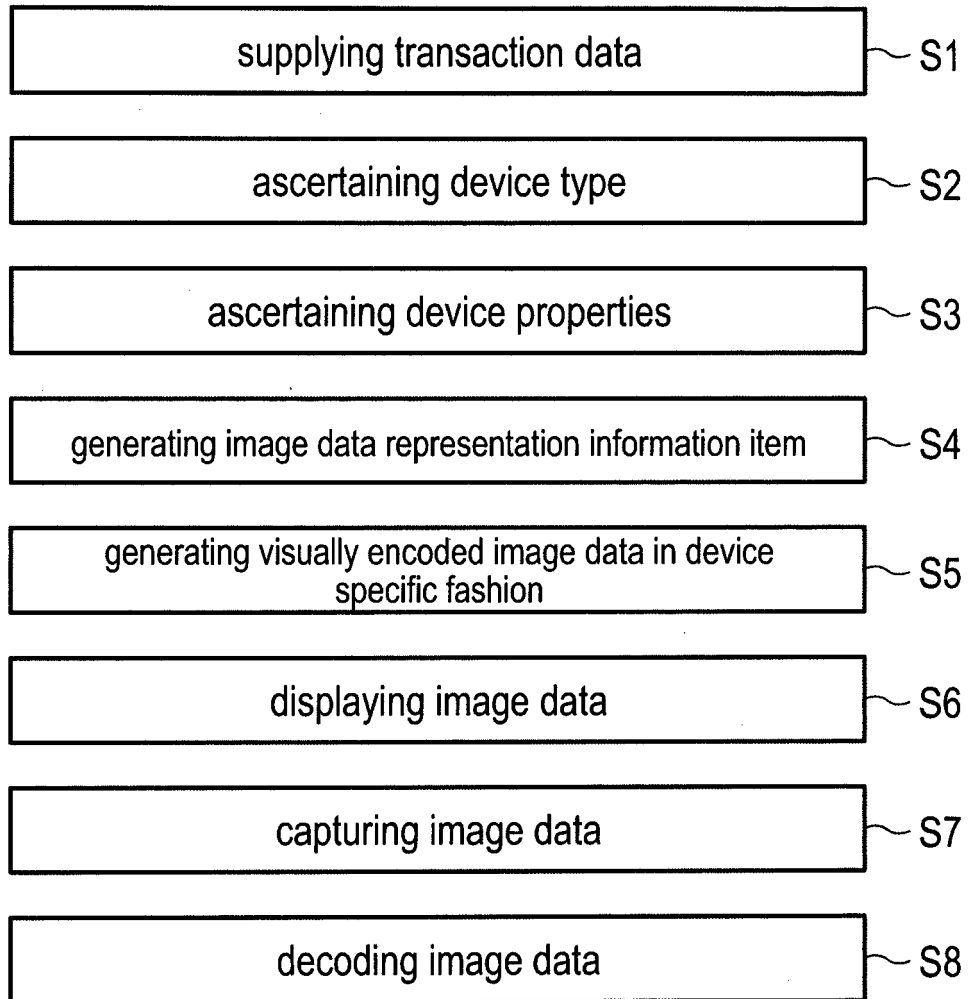 supplying transaction data S1
ascertaining device type S2
ascertaining device properties S3
generating image data representation information item S4
generating visually encoded image data in device
specific fashion S5
displaying image data S6
capturing image data S7
decoding image data S8